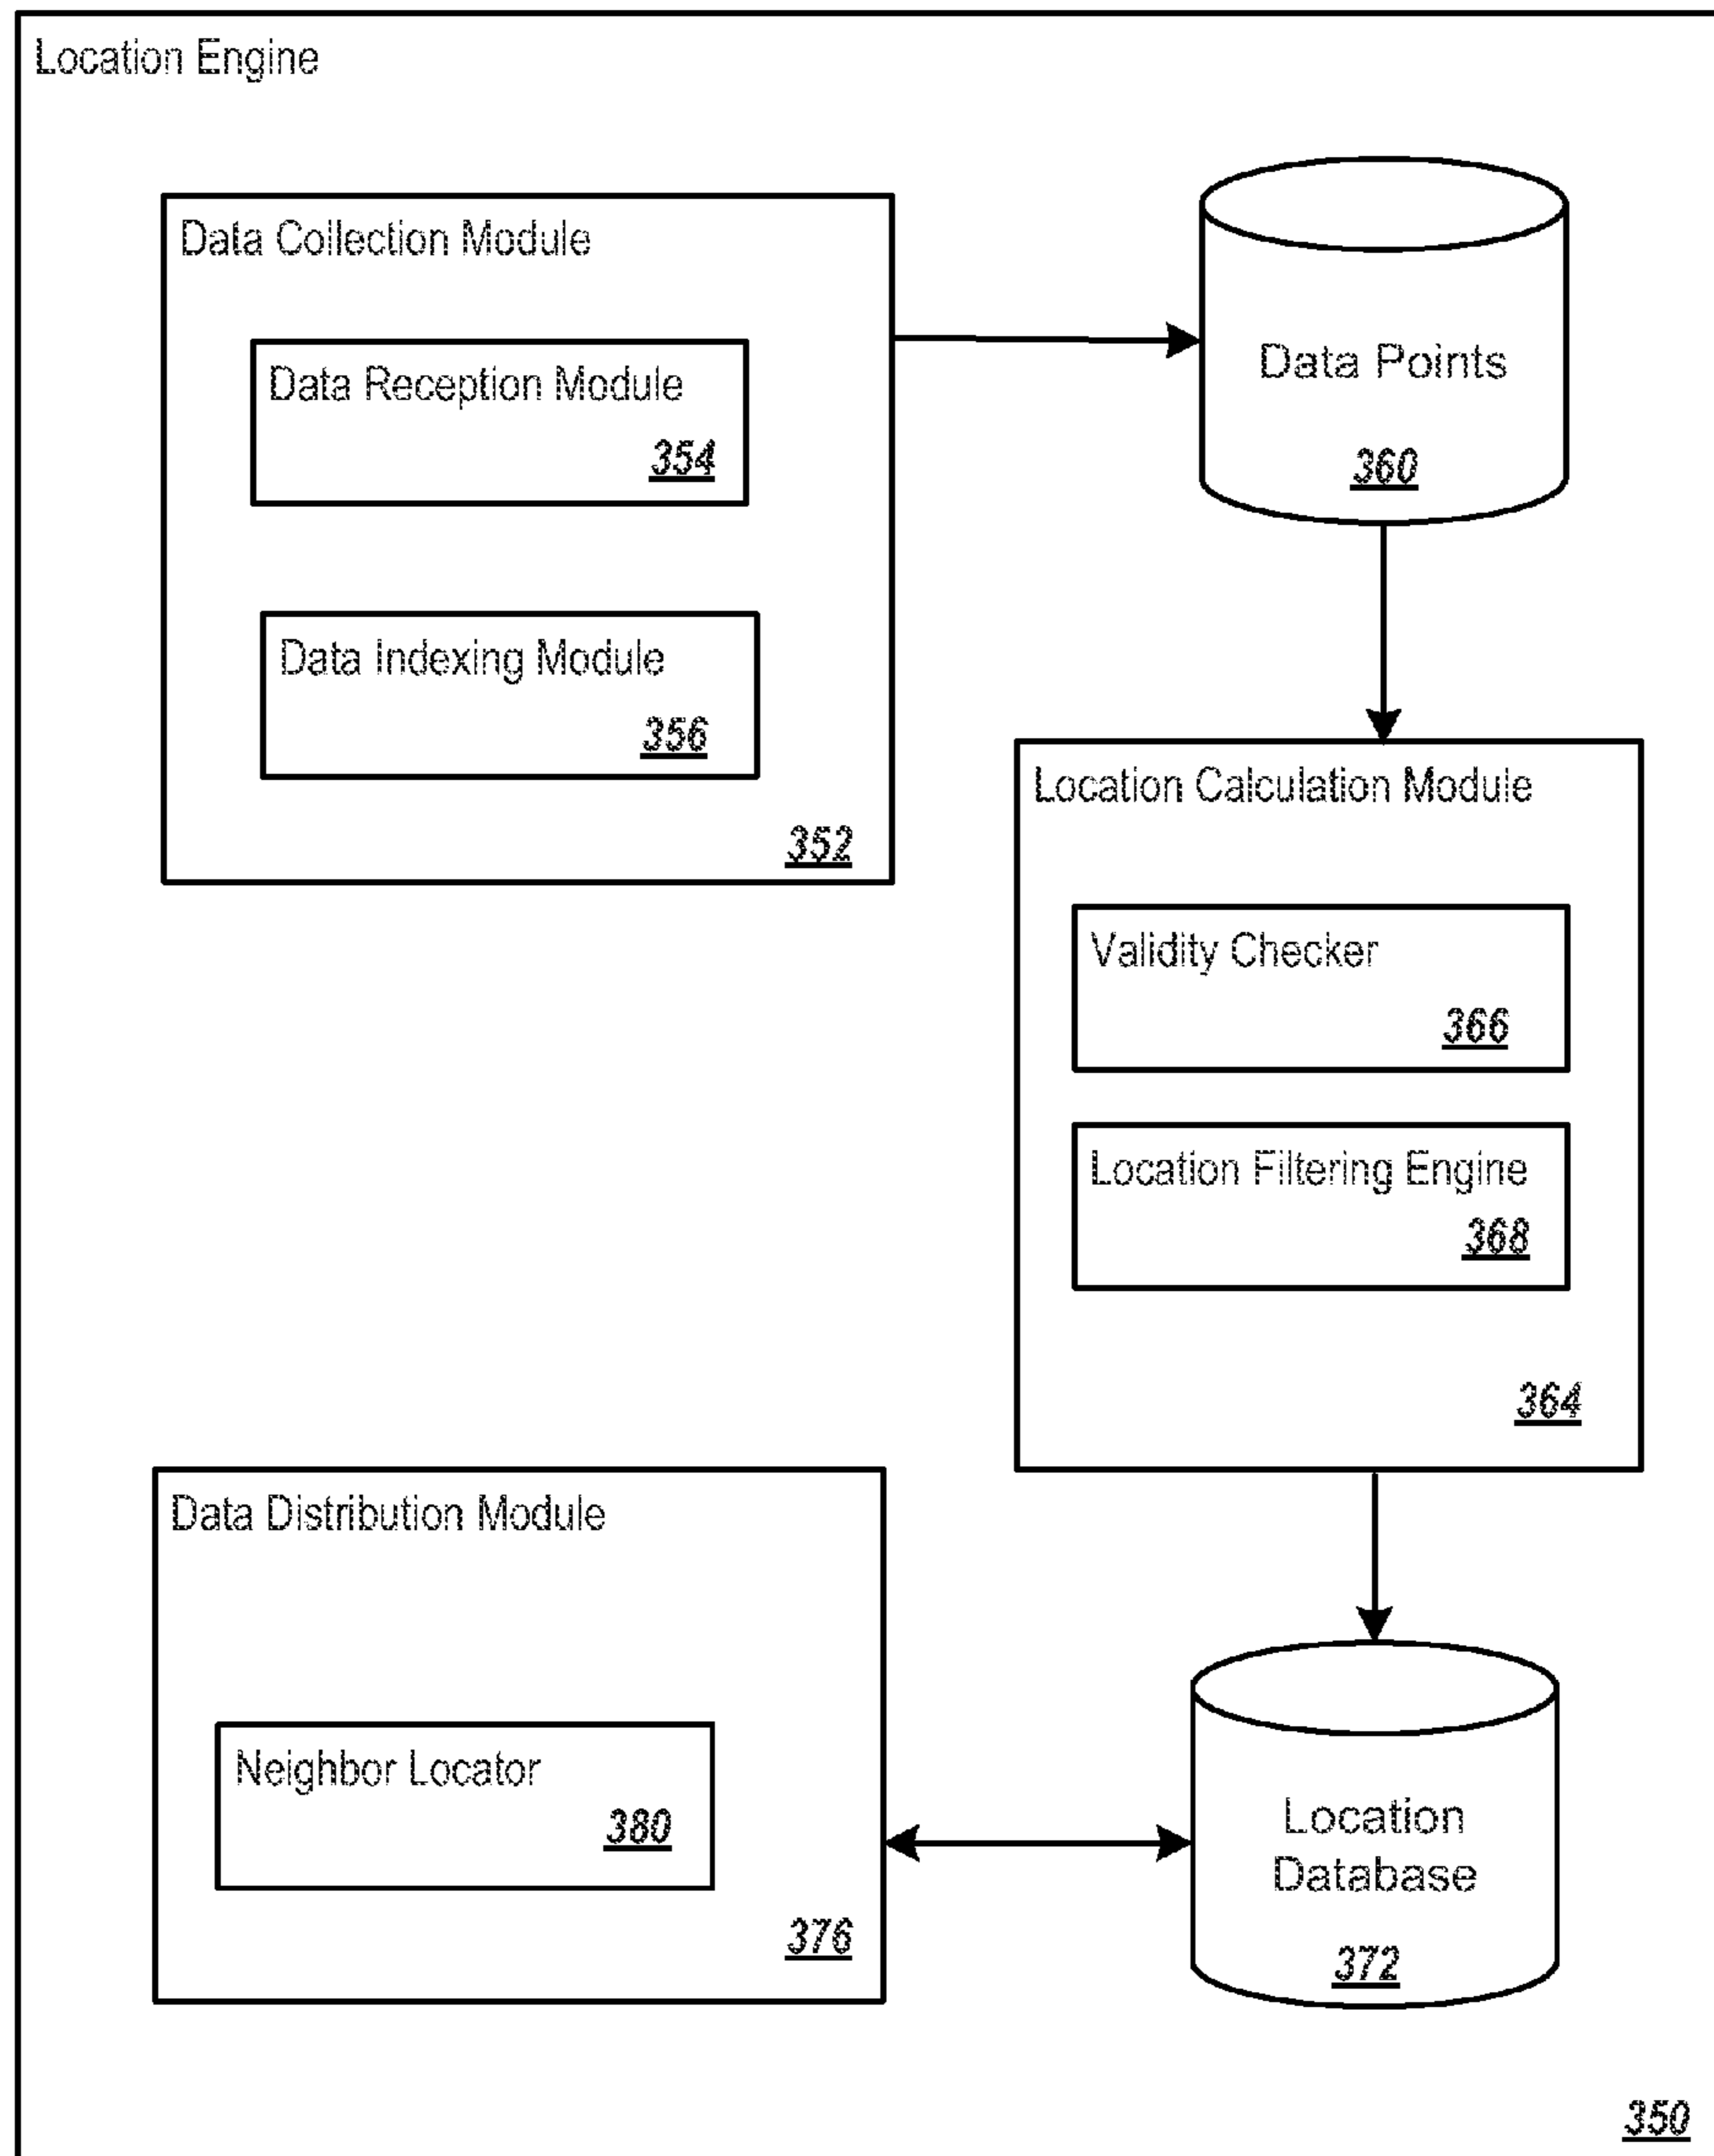 Location Engine
Data Collection Module
Data Reception Module
354
Data Indexing Module
356
352
Data Points
360
Location Calculation Module
Validity Checker
366
Location Filtering Engine
368
364
Data Distribution Module
Neighbor Locator
380
376
Location
Database
372
350